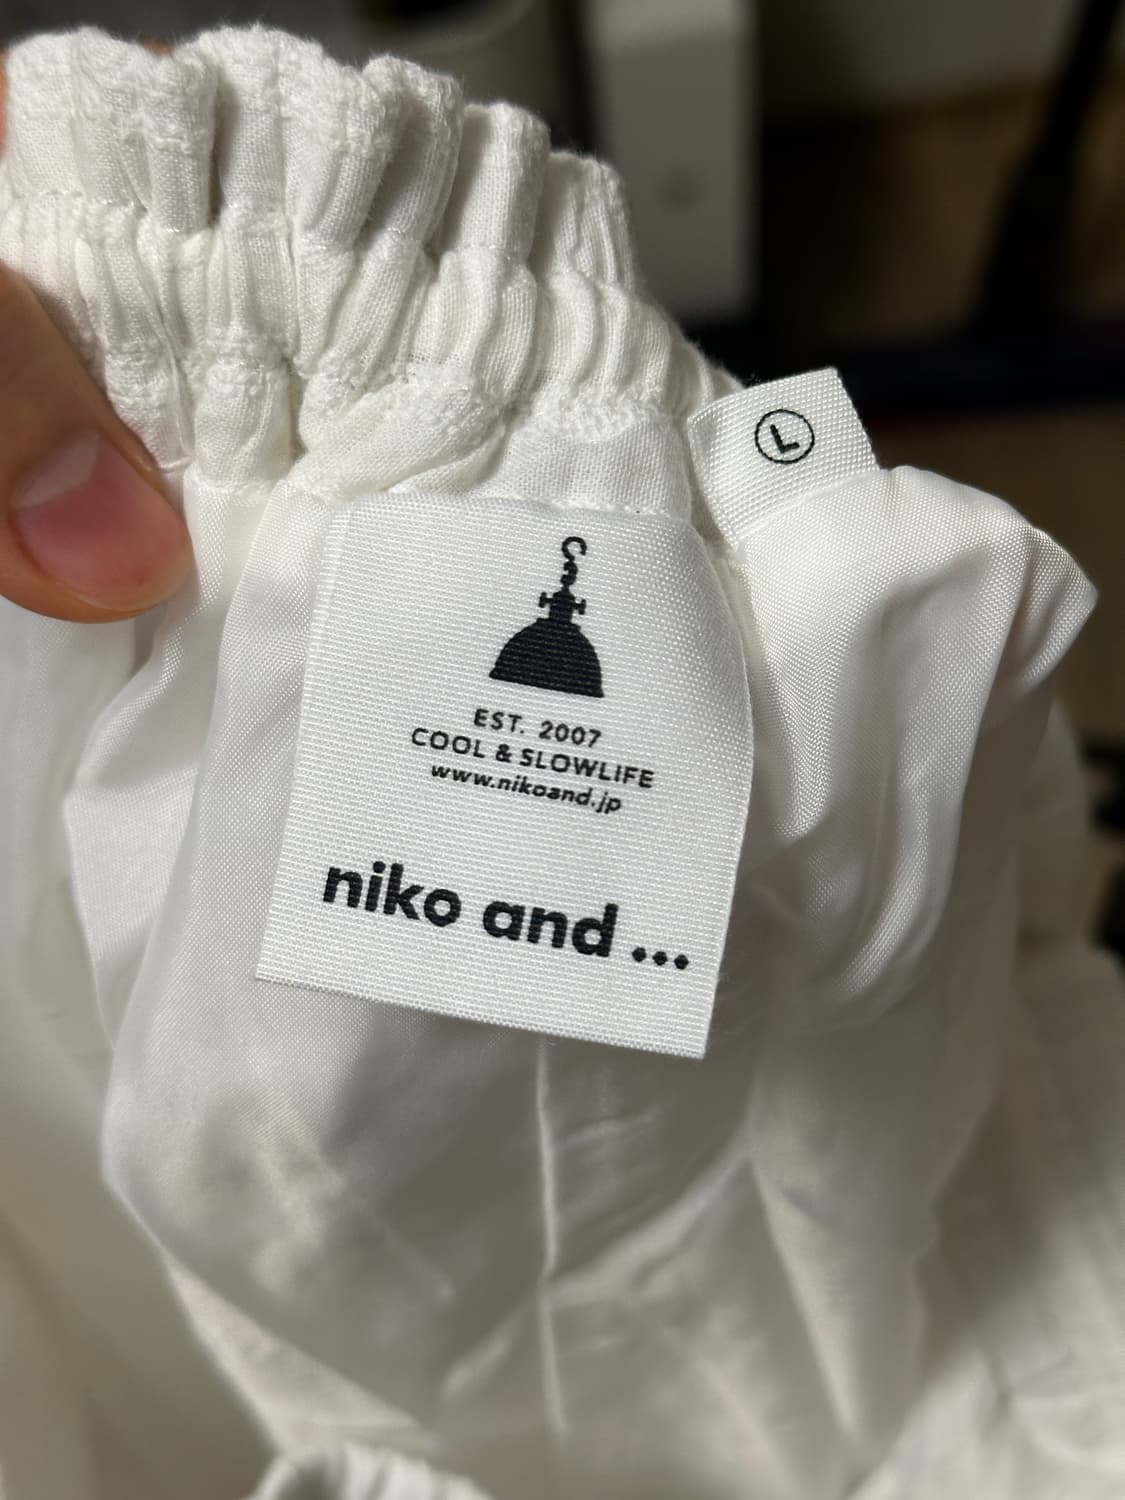 L
EST. 2007
COOL & SLOWLIFE
www.nikoand.jp
niko and ...